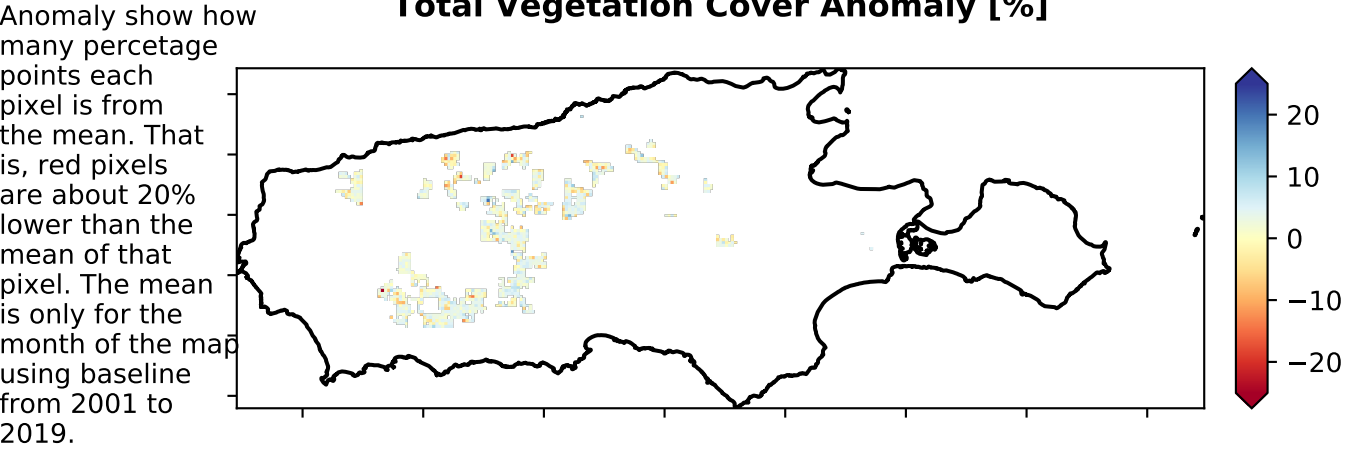 Total Vegetation Cover Anomaly [%]
Anomaly show how
many percetage
points each
pixel is from
the mean. That
is, red pixels
are about 20%
lower than the
mean of that
pixel. The mean
is only for the
month of the map
using baseline
from 2001 to
2019.
20
10
0
−10
−20